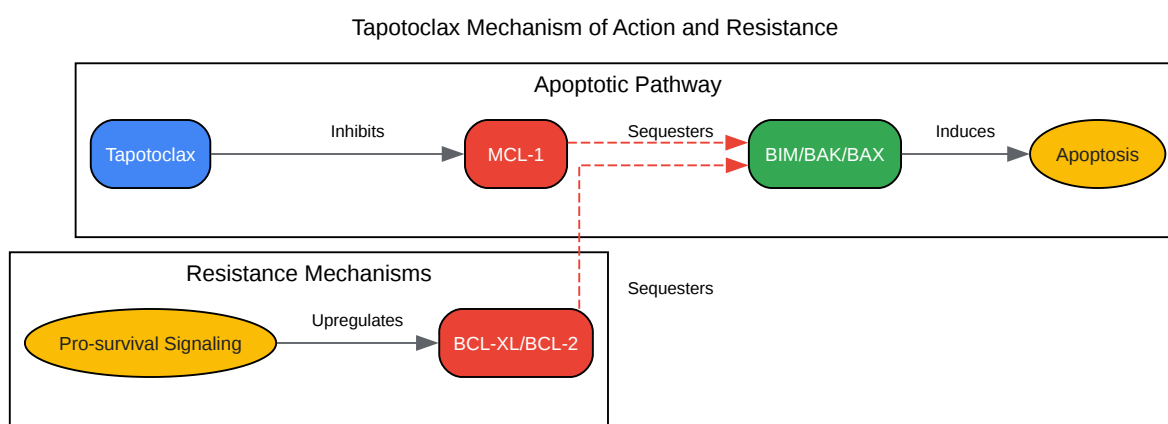 Tapotoclax Mechanism of Action and Resistance
Apoptotic Pathway
Tapotoclax
Inhibits
MCL-1
Sequesters
BIM/BAK/BAX
Induces
Apoptosis
Resistance Mechanisms
Sequesters
Pro-survival Signaling
Upregulates
BCL-XL/BCL-2